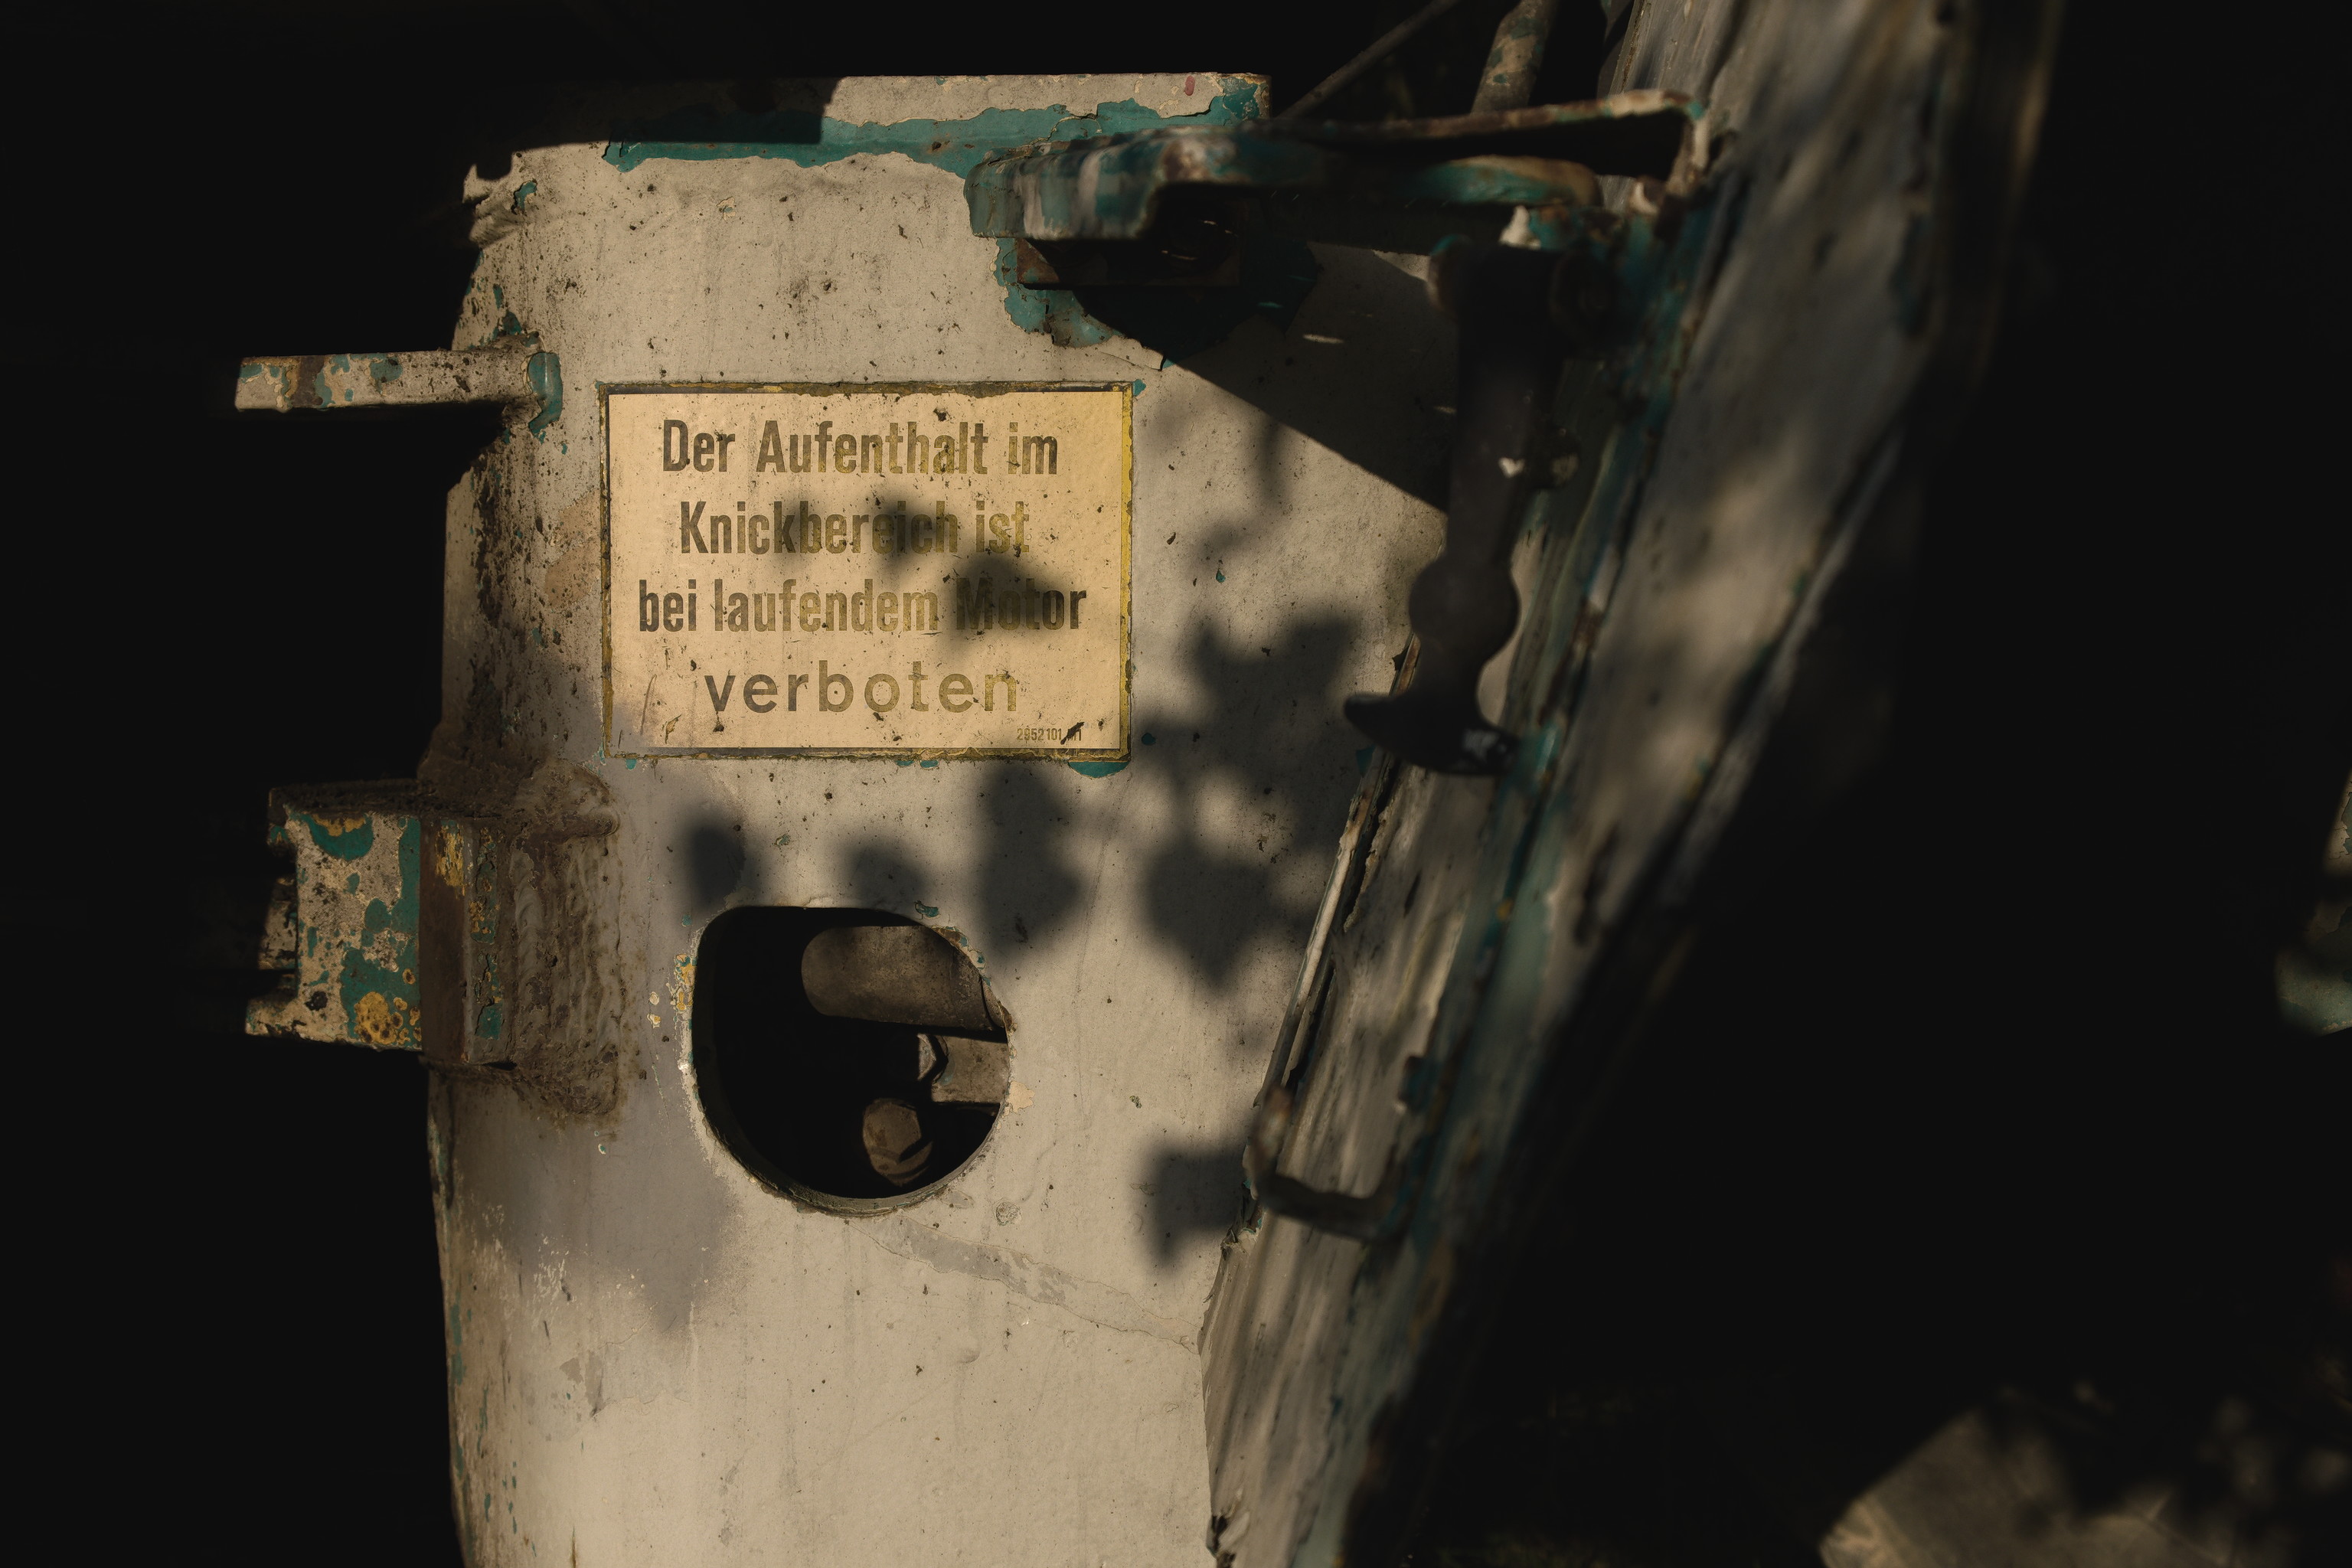 Der Aufenthalt im
Knickbereich ist
bei laufendem Motor
verboten